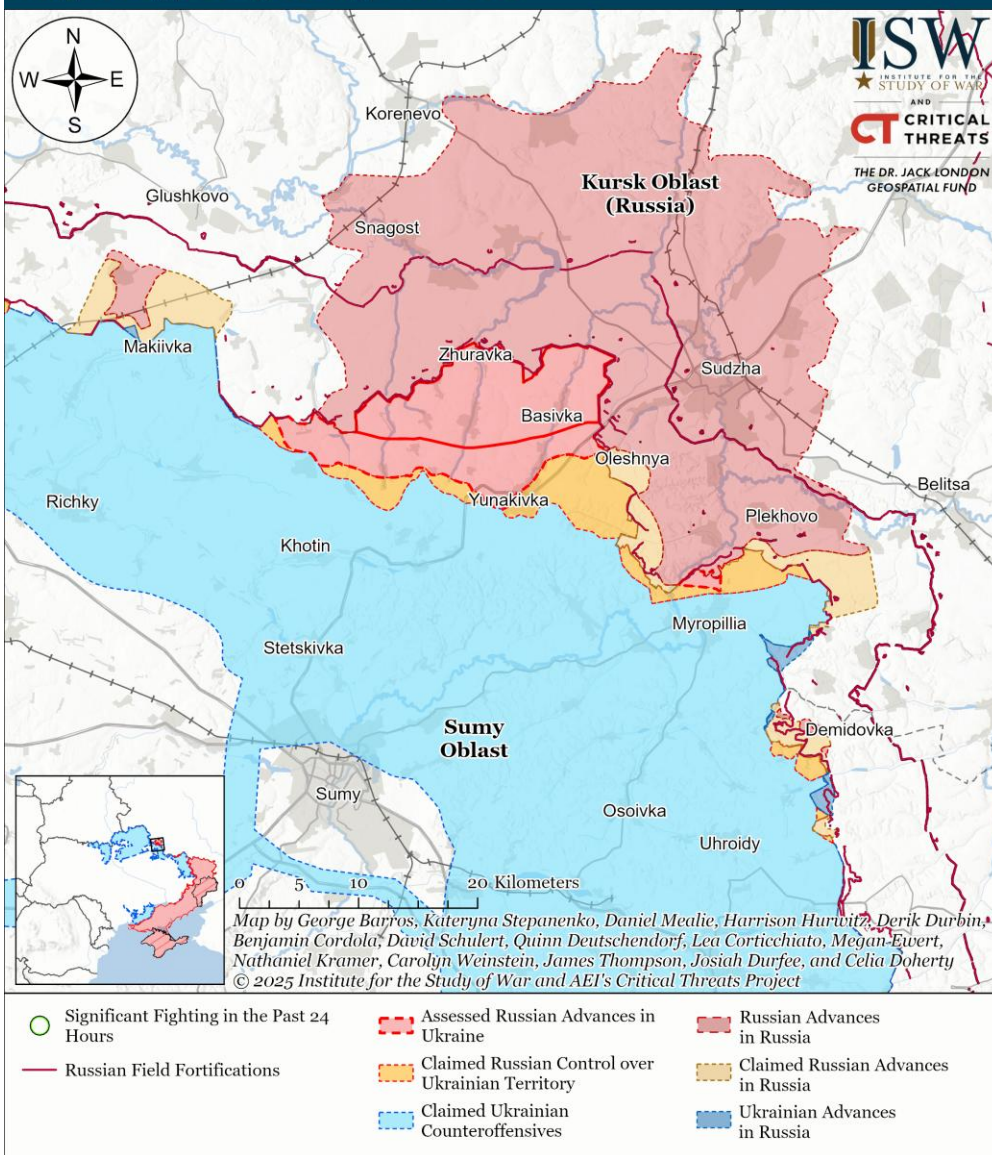 N
W E
S
ISW
INSTITUTE FOR THE
STUDY OF WAR
AND
CT CRITICAL
THREATS
THE DR. JACK LONDON
GEOSPATIAL FUND
Korenevo
Kursk Oblast
(Russia)
Glushkovo
Snagost
Makiivka
Zhuravka
Sudzha
Basivka
Oleshnya
Belitsa
Richky
Yunakivka
Plekhovo
Khotin
Myropillia
Stetskivka
Sumy
Oblast
Demidovka
Sumy
Osoivka
Uhroidy
0 5 10 20 Kilometers
Map by George Barros, Kateryna Stepanenko, Daniel Mealie, Harrison Hurwitz, Derik Durbin,
Benjamin Cordola, David Schulert, Quinn Deutschendorf, Lea Corticchiato, Megan Ewert,
Nathaniel Kramer, Carolyn Weinstein, James Thompson, Josiah Durfee, and Celia Doherty
© 2025 Institute for the Study of War and AEI's Critical Threats Project
Significant Fighting in the Past 24
Hours
Russian Field Fortifications
Assessed Russian Advances in
Ukraine
Claimed Russian Control over
Ukrainian Territory
Claimed Ukrainian
Counteroffensives
Russian Advances
in Russia
Claimed Russian Advances
in Russia
Ukrainian Advances
in Russia